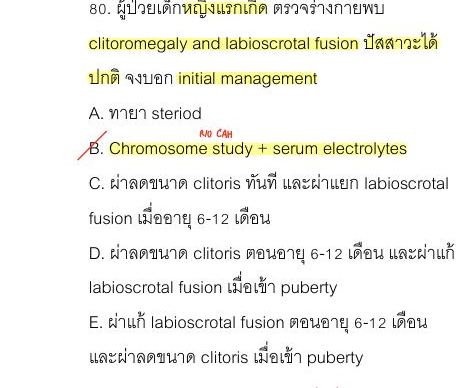 80. ผู้ป่วยเด็กหญิงแรกเกิด ตรวจร่างกายพบ
clitoromegaly and labioscrotal fusion ปัสสาวะได้
ปกติ จงบอก initial management
A. ทายา steriod
R/O CAH
B. Chromosome study + serum electrolytes
C. ผ่าลดขนาด clitoris ทันที และผ่าแยก labioscrotal
fusion เมื่ออายุ 6-12 เดือน
D. ผ่าลดขนาด clitoris ตอนอายุ 6-12 เดือน และผ่าแก้
labioscrotal fusion เมื่อเข้า puberty
E. ผ่าแก้ labioscrotal fusion ตอนอายุ 6-12 เดือน
และผ่าลดขนาด clitoris เมื่อเข้า puberty